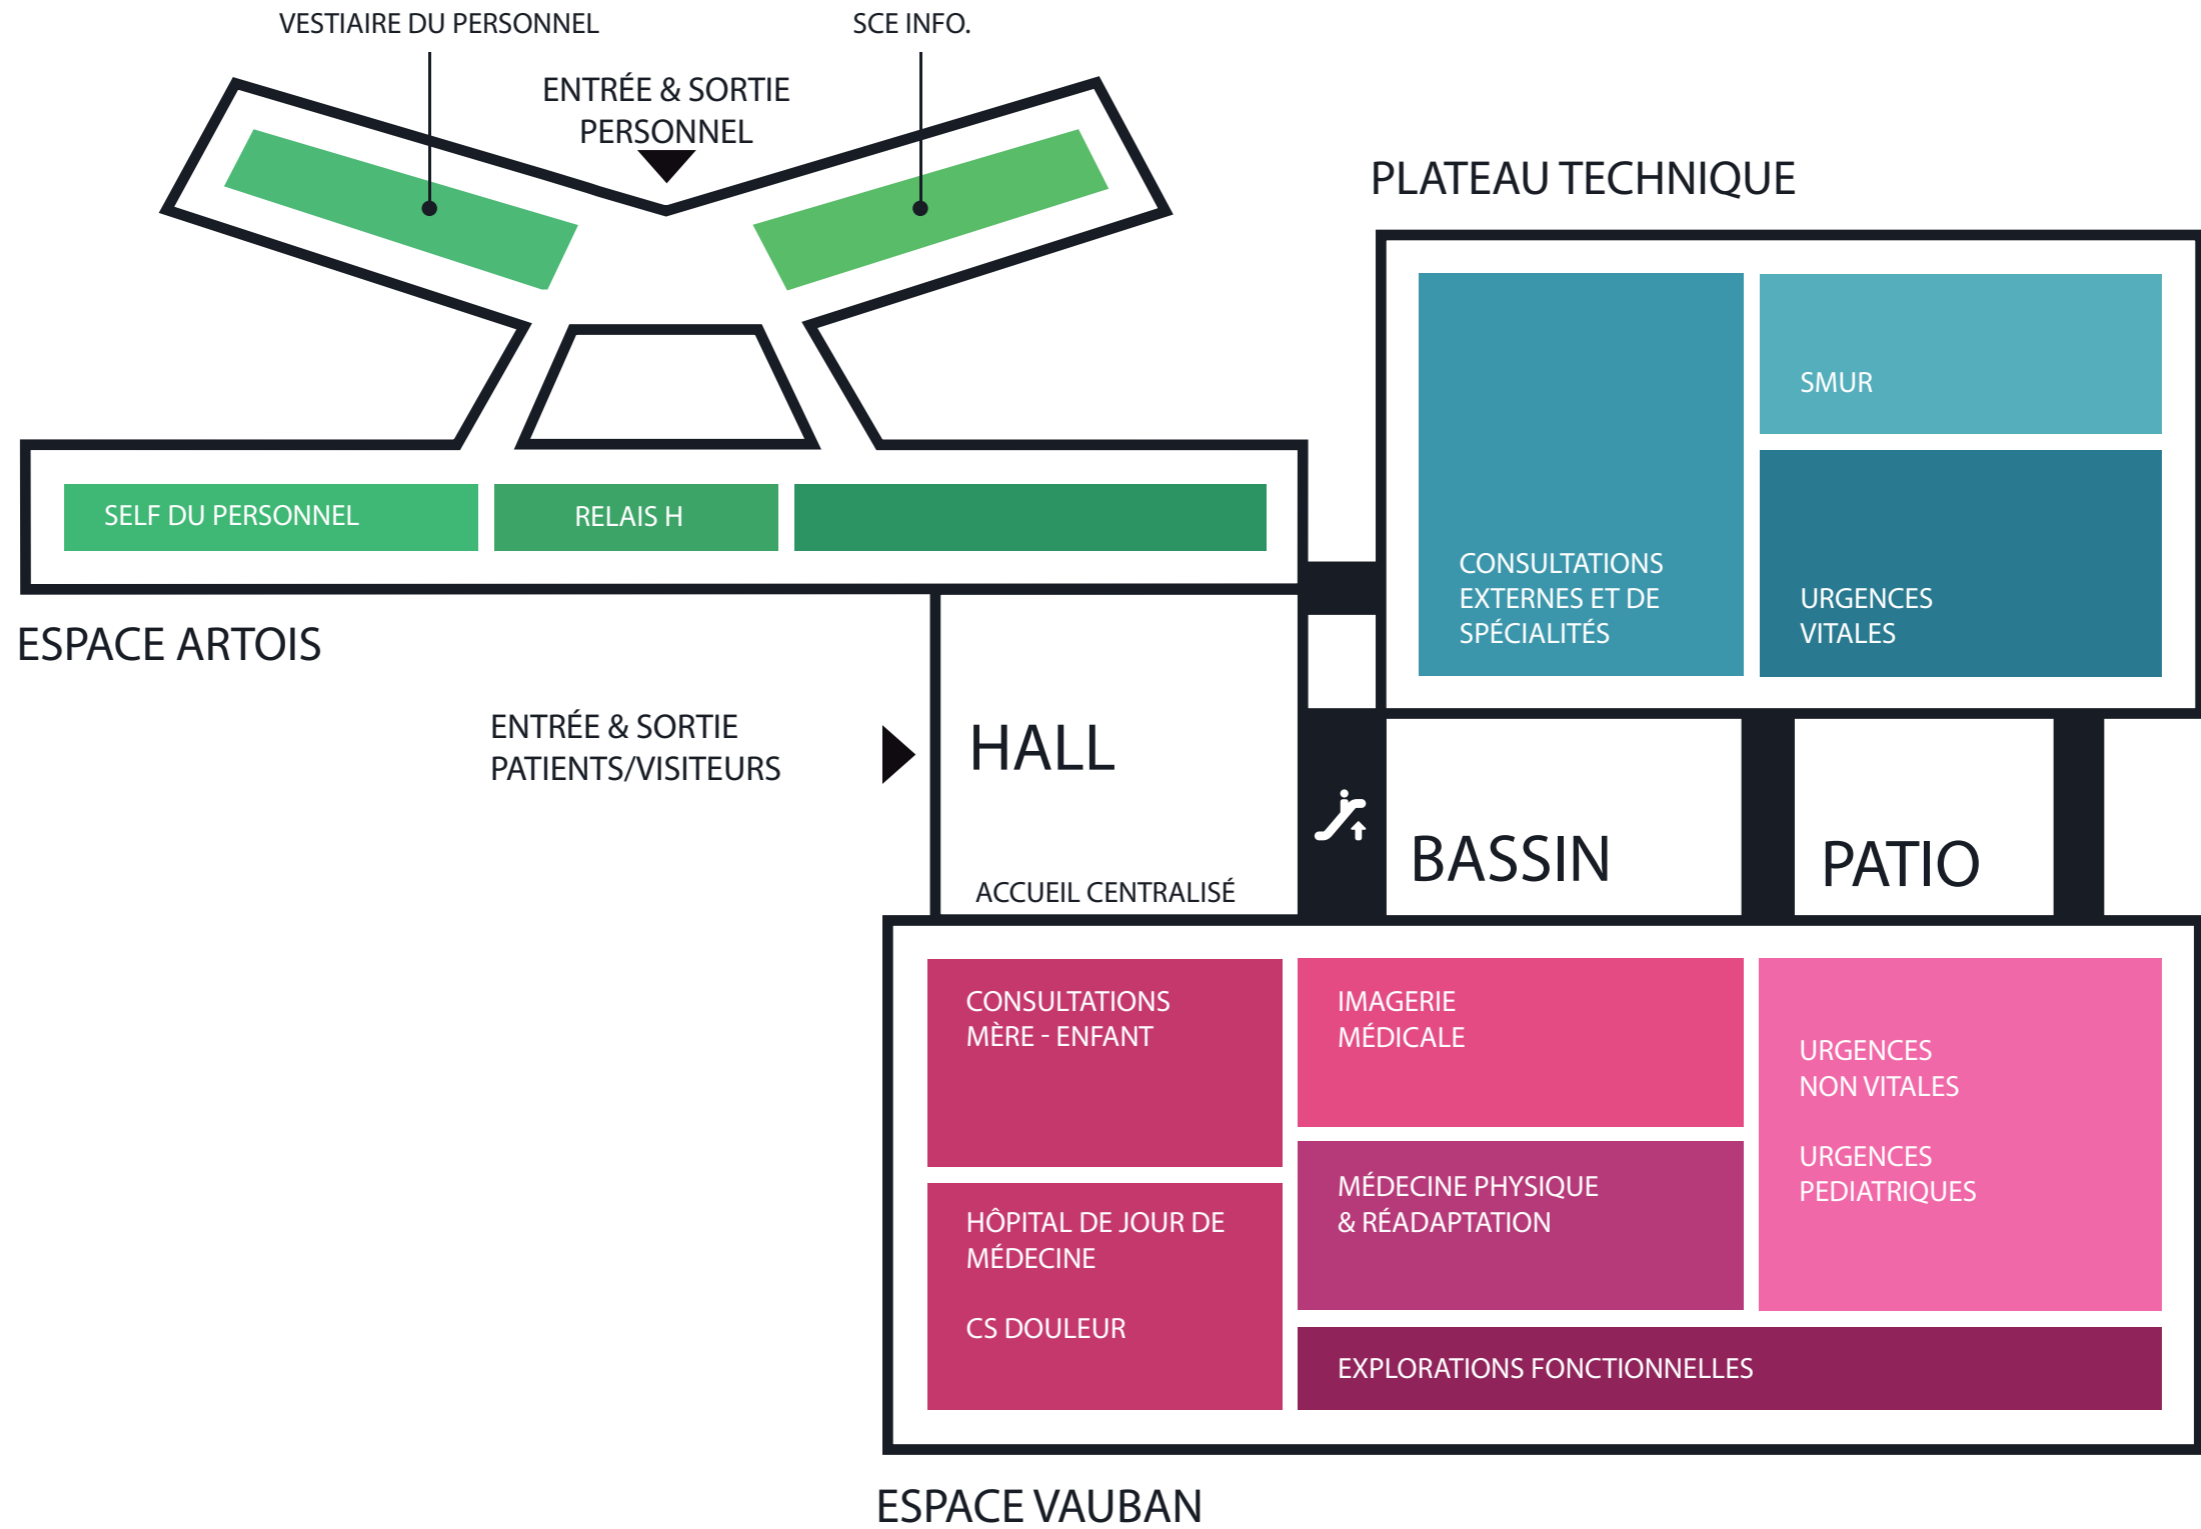 VESTIAIRE DU PERSONNEL
SCE INFO.
ENTRÉE & SORTIE
PERSONNEL
PLATEAU TECHNIQUE
SMUR
CONSULTATIONS
EXTERNES ET DE
SPÉCIALITÉS
URGENCES
VITALES
SELF DU PERSONNEL
RELAIS H
ESPACE ARTOIS
ENTRÉE & SORTIE
PATIENTS/VISITEURS
HALL
ACCUEIL CENTRALISÉ
BASSIN
PATIO
CONSULTATIONS
MÈRE - ENFANT
IMAGERIE
MÉDICALE
URGENCES
NON VITALES
URGENCES
PEDIATRIQUES
MÉDECINE PHYSIQUE
& RÉADAPTATION
HÔPITAL DE JOUR DE
MÉDECINE
CS DOULEUR
EXPLORATIONS FONCTIONNELLES
ESPACE VAUBAN